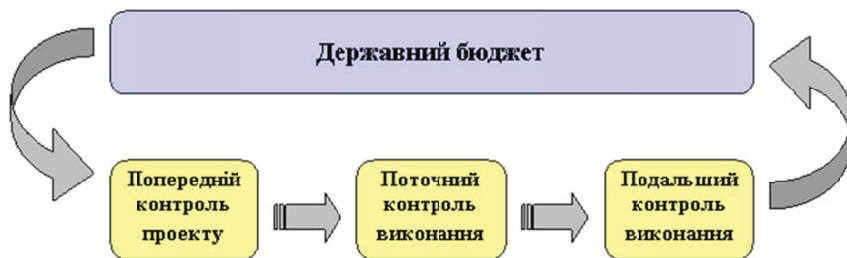 Державний бюджет
Попередній
контроль
проекту
Поточний
контроль
виконання
Подальший
контроль
виконання